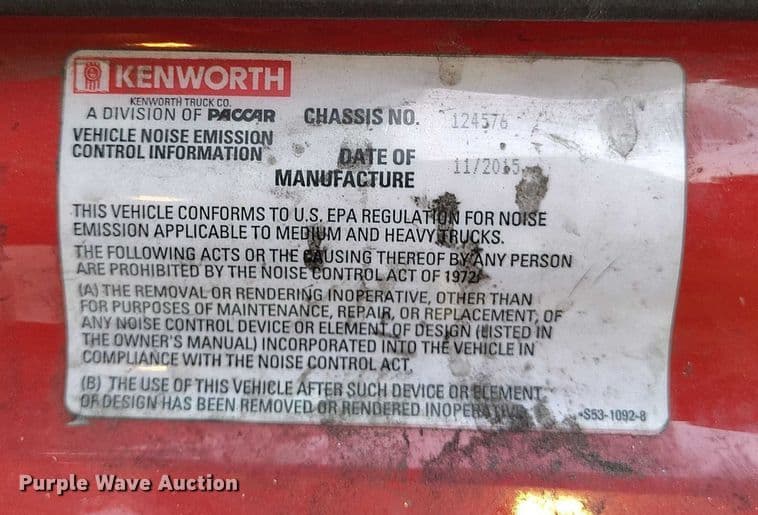 KENWORTH
KENWORTH TRUCK CO.
A DIVISION OF PACCAR
CHASSIS NO. 124576
VEHICLE NOISE EMISSION
CONTROL INFORMATION
DATE OF
MANUFACTURE
11/2015
THIS VEHICLE CONFORMS TO U.S. EPA REGULATION FOR NOISE
EMISSION APPLICABLE TO MEDIUM AND HEAVY TRUCKS.
THE FOLLOWING ACTS OR THE CAUSING THEREOF BY ANY PERSON
ARE PROHIBITED BY THE NOISE CONTROL ACT OF 1972:
(A) THE REMOVAL OR RENDERING INOPERATIVE, OTHER THAN
FOR PURPOSES OF MAINTENANCE, REPAIR, OR REPLACEMENT, OF
ANY NOISE CONTROL DEVICE OR ELEMENT OF DESIGN (LISTED IN
THE OWNER'S MANUAL) INCORPORATED INTO THE VEHICLE IN
COMPLIANCE WITH THE NOISE CONTROL ACT.
(B) THE USE OF THIS VEHICLE AFTER SUCH DEVICE OR ELEMENT
OF DESIGN HAS BEEN REMOVED OR RENDERED INOPERATIVE.
S53-1092-8
Purple Wave Auction